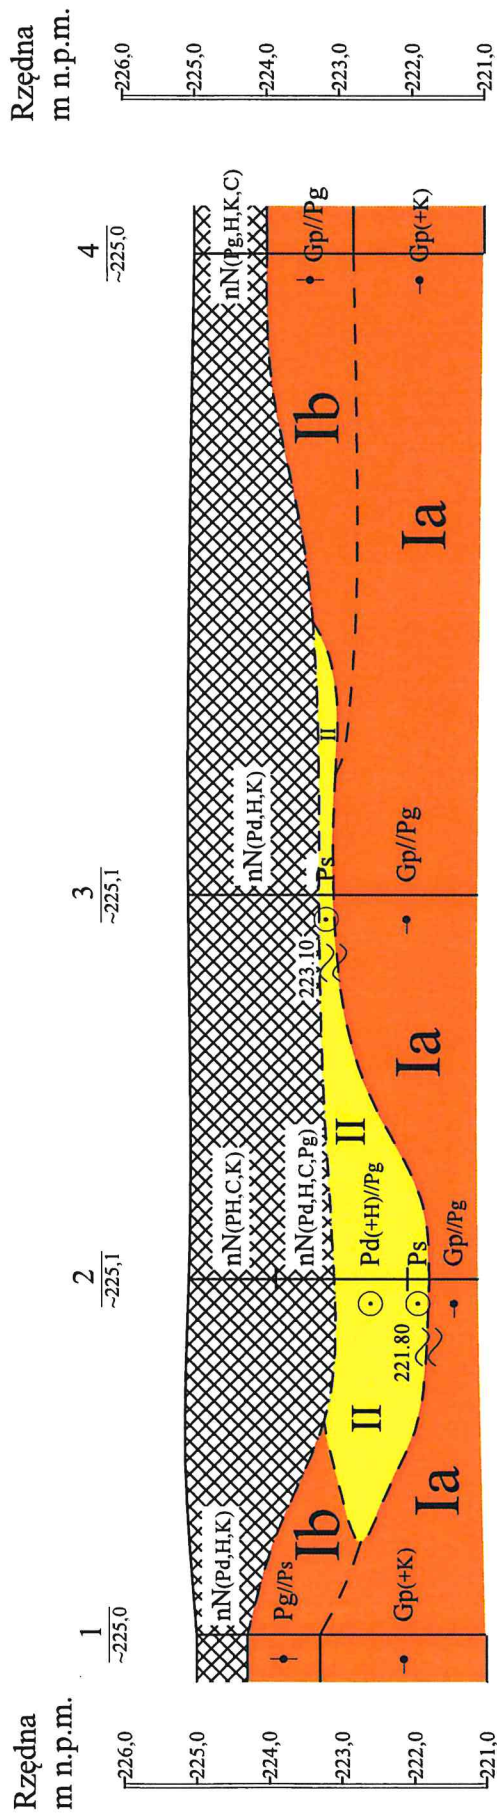 Rzędna
m n.p.m.
226,0
225,0
224,0
223,0
222,0
221,0
1
~225,0
nN(Pd,H,K)
Pg//Ps
Ib
Gp(+K)
Ia
II
2
~225,1
nN(PH,C,K)
nN(Pd,H,C,Pg)
Pd(+H)//Pg
221.80
Ps
Gp//Pg
II
Ia
3
~225,1
nN(Pd,H,K)
223.10
Ps
Gp//Pg
II
Ib
Ia
4
~225,0
nN(Pg,H,K,C)
Gp//Pg
Gp(+K)
Rzędna
m n.p.m.
226,0
225,0
224,0
223,0
222,0
221,0